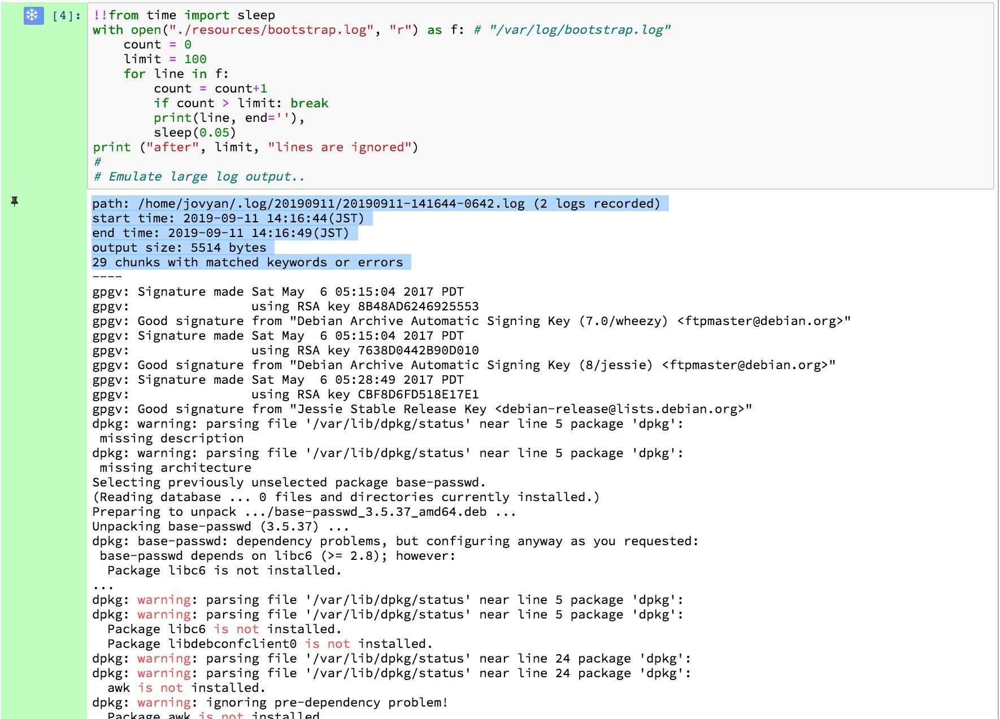 [4]: !!from time import sleep
with open("./resources/bootstrap.log", "r") as f: # "/var/log/bootstrap.log"
    count = 0
    limit = 100
    for line in f:
        count = count+1
        if count > limit: break
        print(line, end=''),
        sleep(0.05)
print ("after", limit, "lines are ignored")
#
# Emulate large log output..
path: /home/jovyan/.log/20190911/20190911-141644-0642.log (2 logs recorded)
start time: 2019-09-11 14:16:44(JST)
end time: 2019-09-11 14:16:49(JST)
output size: 5514 bytes
29 chunks with matched keywords or errors
----
gpgv: Signature made Sat May  6 05:15:04 2017 PDT
gpgv:                using RSA key 8B48AD6246925553
gpgv: Good signature from "Debian Archive Automatic Signing Key (7.0/wheezy) <ftpmaster@debian.org>"
gpgv: Signature made Sat May  6 05:15:04 2017 PDT
gpgv:                using RSA key 7638D0442B90D010
gpgv: Good signature from "Debian Archive Automatic Signing Key (8/jessie) <ftpmaster@debian.org>"
gpgv: Signature made Sat May  6 05:28:49 2017 PDT
gpgv:                using RSA key CBF8D6FD518E17E1
gpgv: Good signature from "Jessie Stable Release Key <debian-release@lists.debian.org>"
dpkg: warning: parsing file '/var/lib/dpkg/status' near line 5 package 'dpkg':
 missing description
dpkg: warning: parsing file '/var/lib/dpkg/status' near line 5 package 'dpkg':
 missing architecture
Selecting previously unselected package base-passwd.
(Reading database ... 0 files and directories currently installed.)
Preparing to unpack .../base-passwd_3.5.37_amd64.deb ...
Unpacking base-passwd (3.5.37) ...
dpkg: base-passwd: dependency problems, but configuring anyway as you requested:
 base-passwd depends on libc6 (>= 2.8); however:
  Package libc6 is not installed.
...
dpkg: warning: parsing file '/var/lib/dpkg/status' near line 5 package 'dpkg':
dpkg: warning: parsing file '/var/lib/dpkg/status' near line 5 package 'dpkg':
  Package libc6 is not installed.
  Package libdebconfclient0 is not installed.
dpkg: warning: parsing file '/var/lib/dpkg/status' near line 24 package 'dpkg':
dpkg: warning: parsing file '/var/lib/dpkg/status' near line 24 package 'dpkg':
  awk is not installed.
dpkg: warning: ignoring pre-dependency problem!
  Package awk is not installed